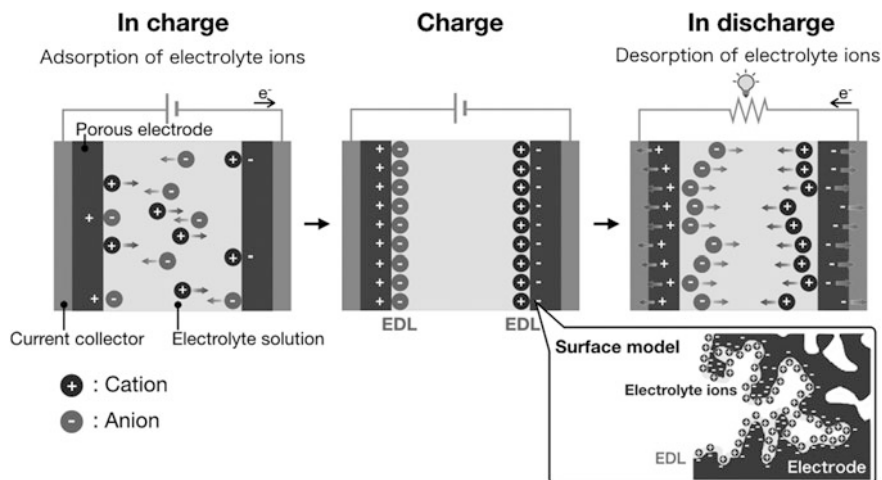 In charge
Adsorption of electrolyte ions
e-
Porous electrode
Current collector
Electrolyte solution
+ : Cation
- : Anion
Charge
EDL
EDL
In discharge
Desorption of electrolyte ions
e-
Surface model
Electrolyte ions
EDL
Electrode